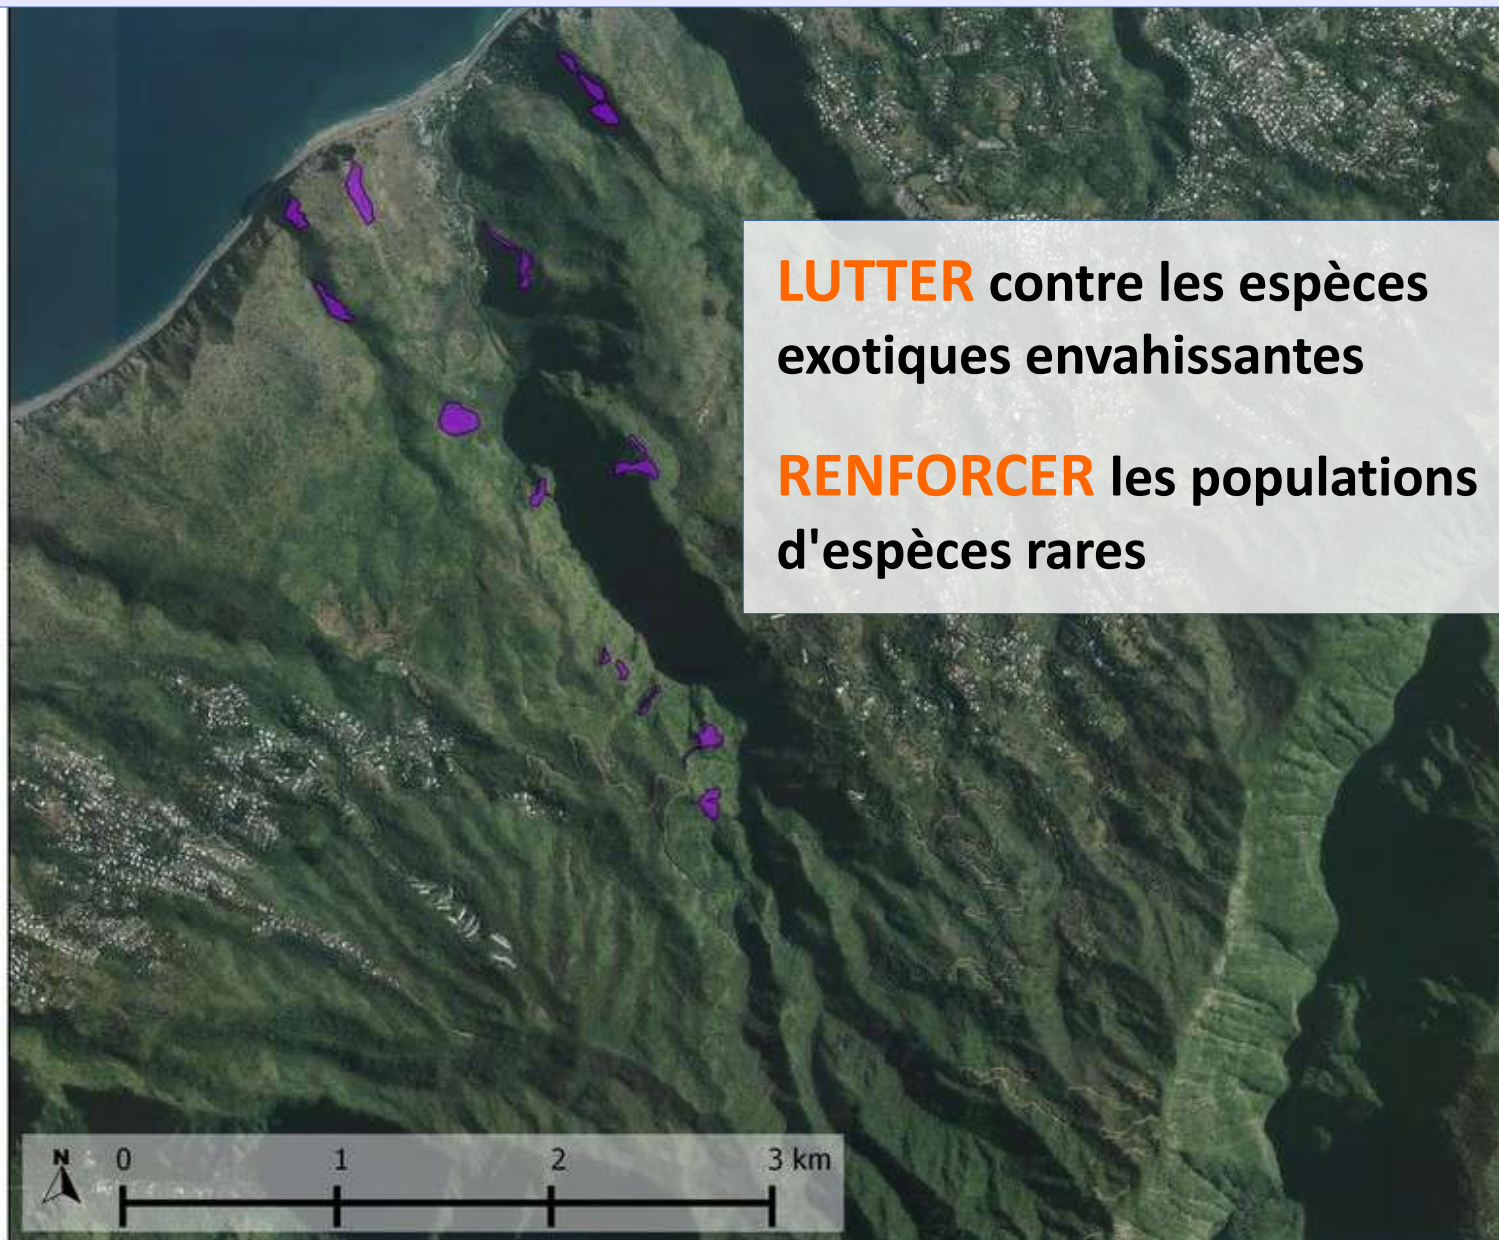 LUTTER contre les espèces
exotiques envahissantes
RENFORCER les populations
d'espèces rares
N 0 1 2 3 km